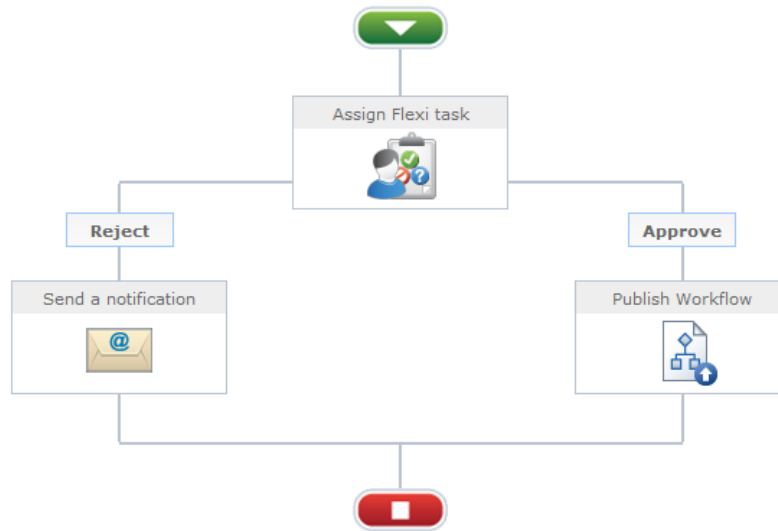 Assign Flexi task
Reject
Approve
Send a notification
@
Publish Workflow